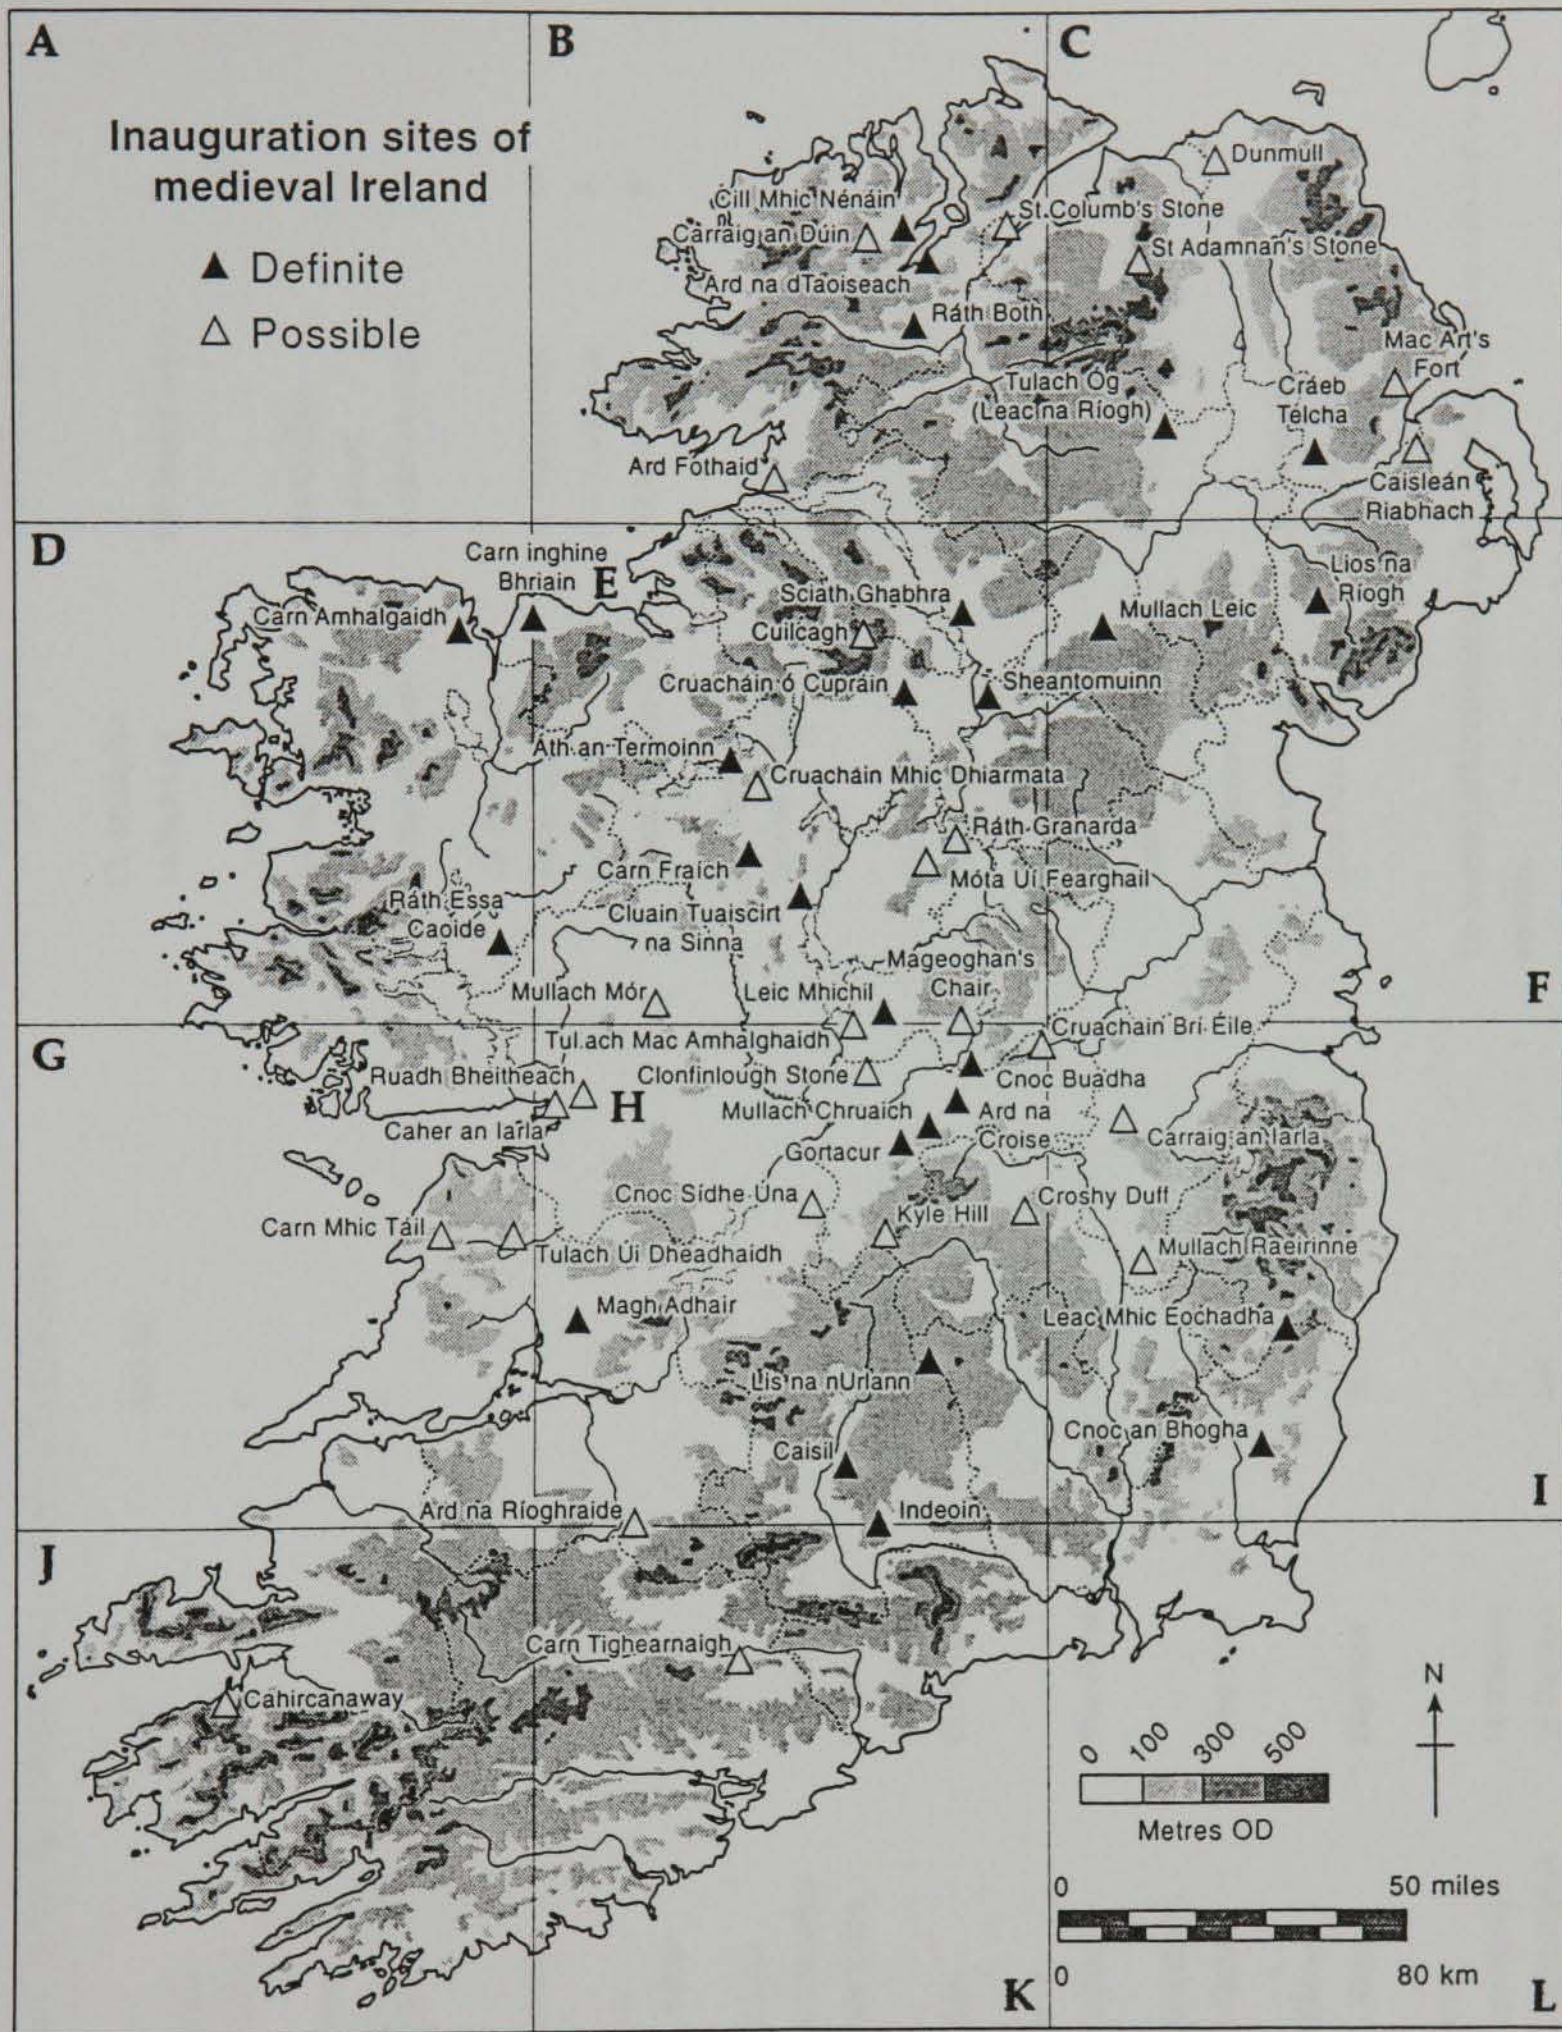 A
B
C
Inauguration sites of
medieval Ireland
Definite
Possible
Dunmull
Cill Mhic Nénáin
St.Columb's Stone
Carraig an Dúin
St Adamnan's Stone
Ard na dTaoiseach
Ráth Both
Mac Art's
Fort
Tulach Óg
(Leac na Ríogh)
Cráeb
Telcha
Ard Fothaid
Caisleán
Riabhach
D
Carn inghine
Bhriain
E
Lios na
Ríogh
Sciath Ghabhra
Mullach Leic
Carn Amhalgaidh
Cuilcagh
Cruacháin ó Cupráin
Sheantomuinn
Ath an Termoinn
Cruacháin Mhic Dhiarmata
Ráth Granarda
Carn Fraích
Móta Uí Fearghail
Ráth Essa
Caoide
Cluain Tuaiscirt
na Sinna
Mageoghan's
Chair
Mullach Mór
Leic Mhichil
F
G
Cruachain Brí Éile
Tulach Mac Amhalghaidh
Ruadh Bheitheach
Clonfinlough Stone
Cnoc Buadha
H
Mullach Chruaich
Ard na
Croise
Caher an Iarla
Carraig an Iarla
Gortacur
Cnoc Sídhe Úna
Croshy Duff
Kyle Hill
Carn Mhic Táil
Tulach Uí Dheadhaidh
Mullach Raeirinne
Magh Adhair
Leac Mhic Eochadha
Lis na nUrlann
Cnoc an Bhogha
Caisil
Ard na Ríoghraide
Indeoin
I
J
Carn Tighearnaigh
Cahircanaway
N
0 100 300 500
Metres OD
0 50 miles
0 80 km
K
L